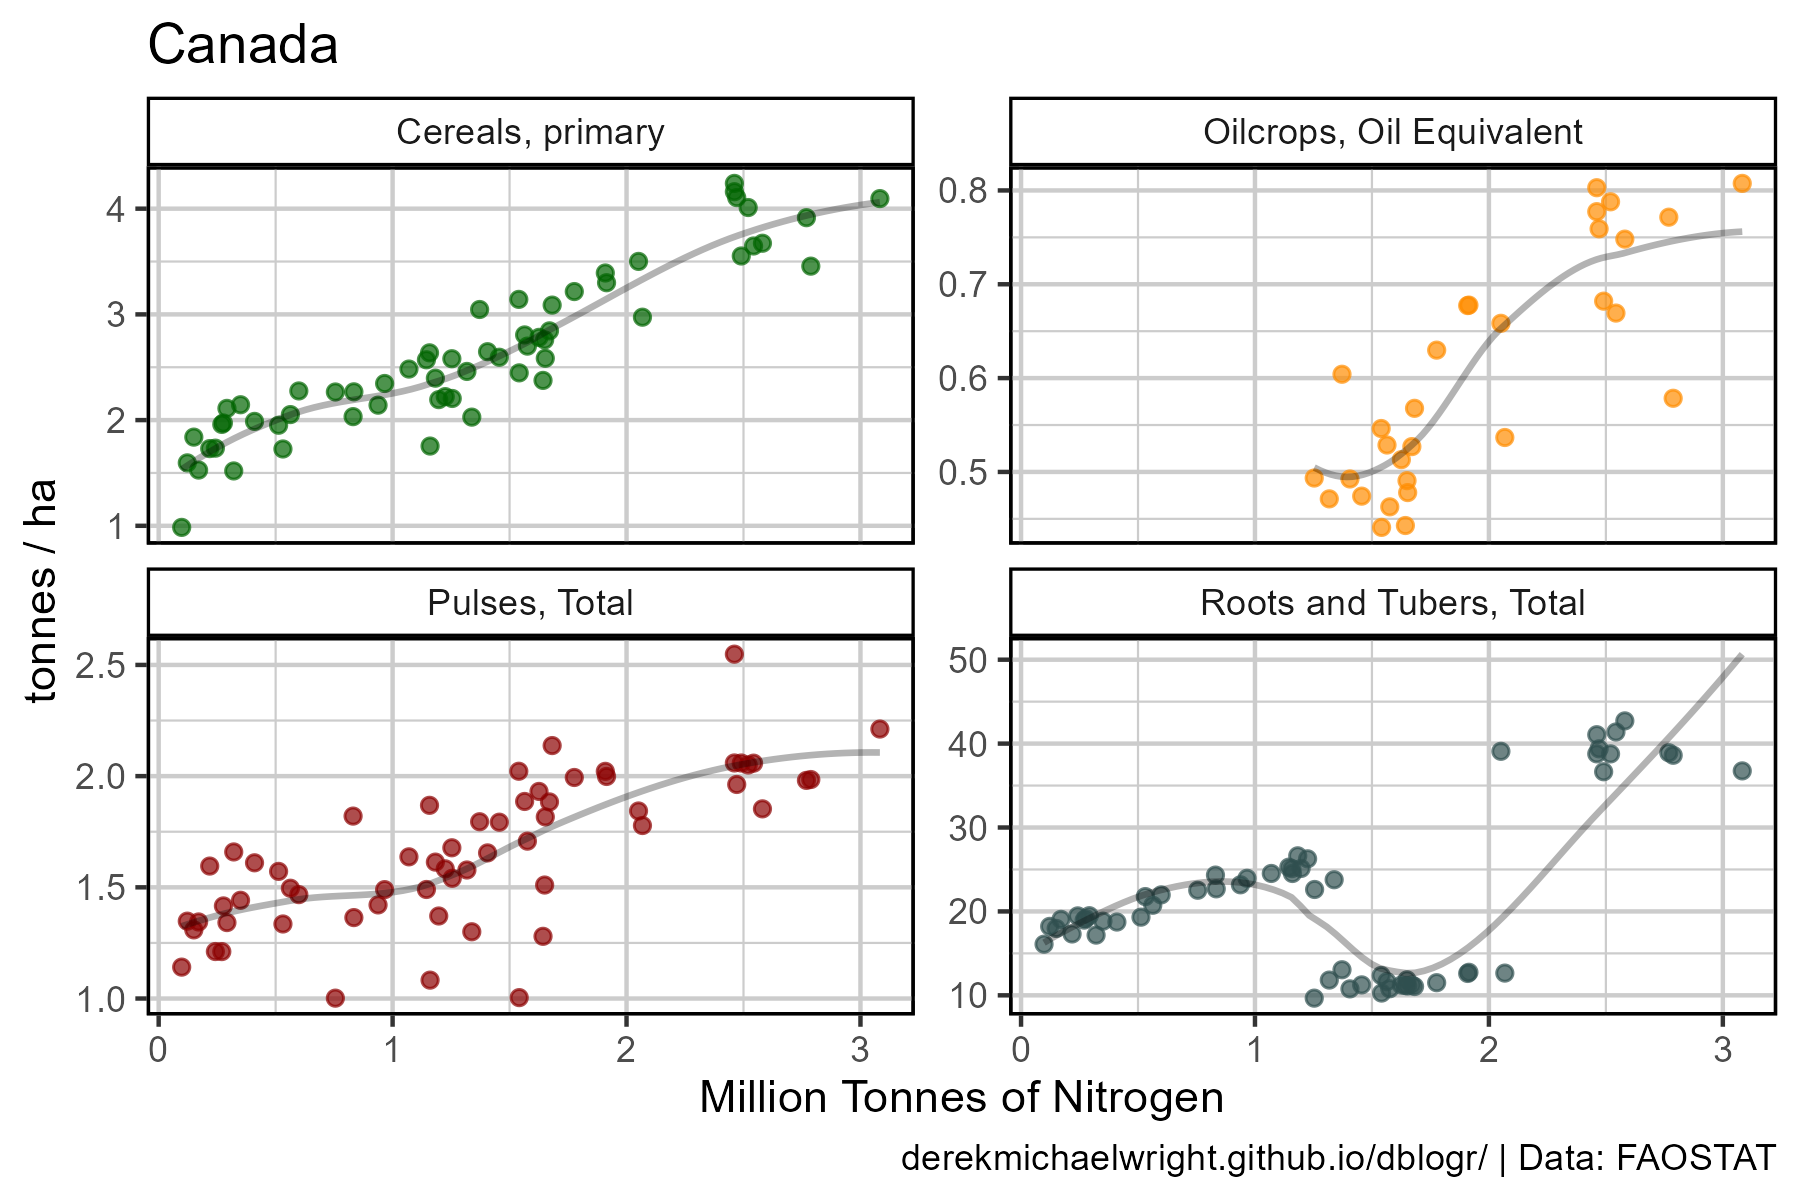 Canada
Cereals, primary
Oilcrops, Oil Equivalent
4
3
2
1
0.8
0.7
0.6
0.5
tonnes / ha
Pulses, Total
Roots and Tubers, Total
2.5
2.0
1.5
1.0
50
40
30
20
10
0 1 2 3
0 1 2 3
Million Tonnes of Nitrogen
derekmichaelwright.github.io/dblogr/ | Data: FAOSTAT